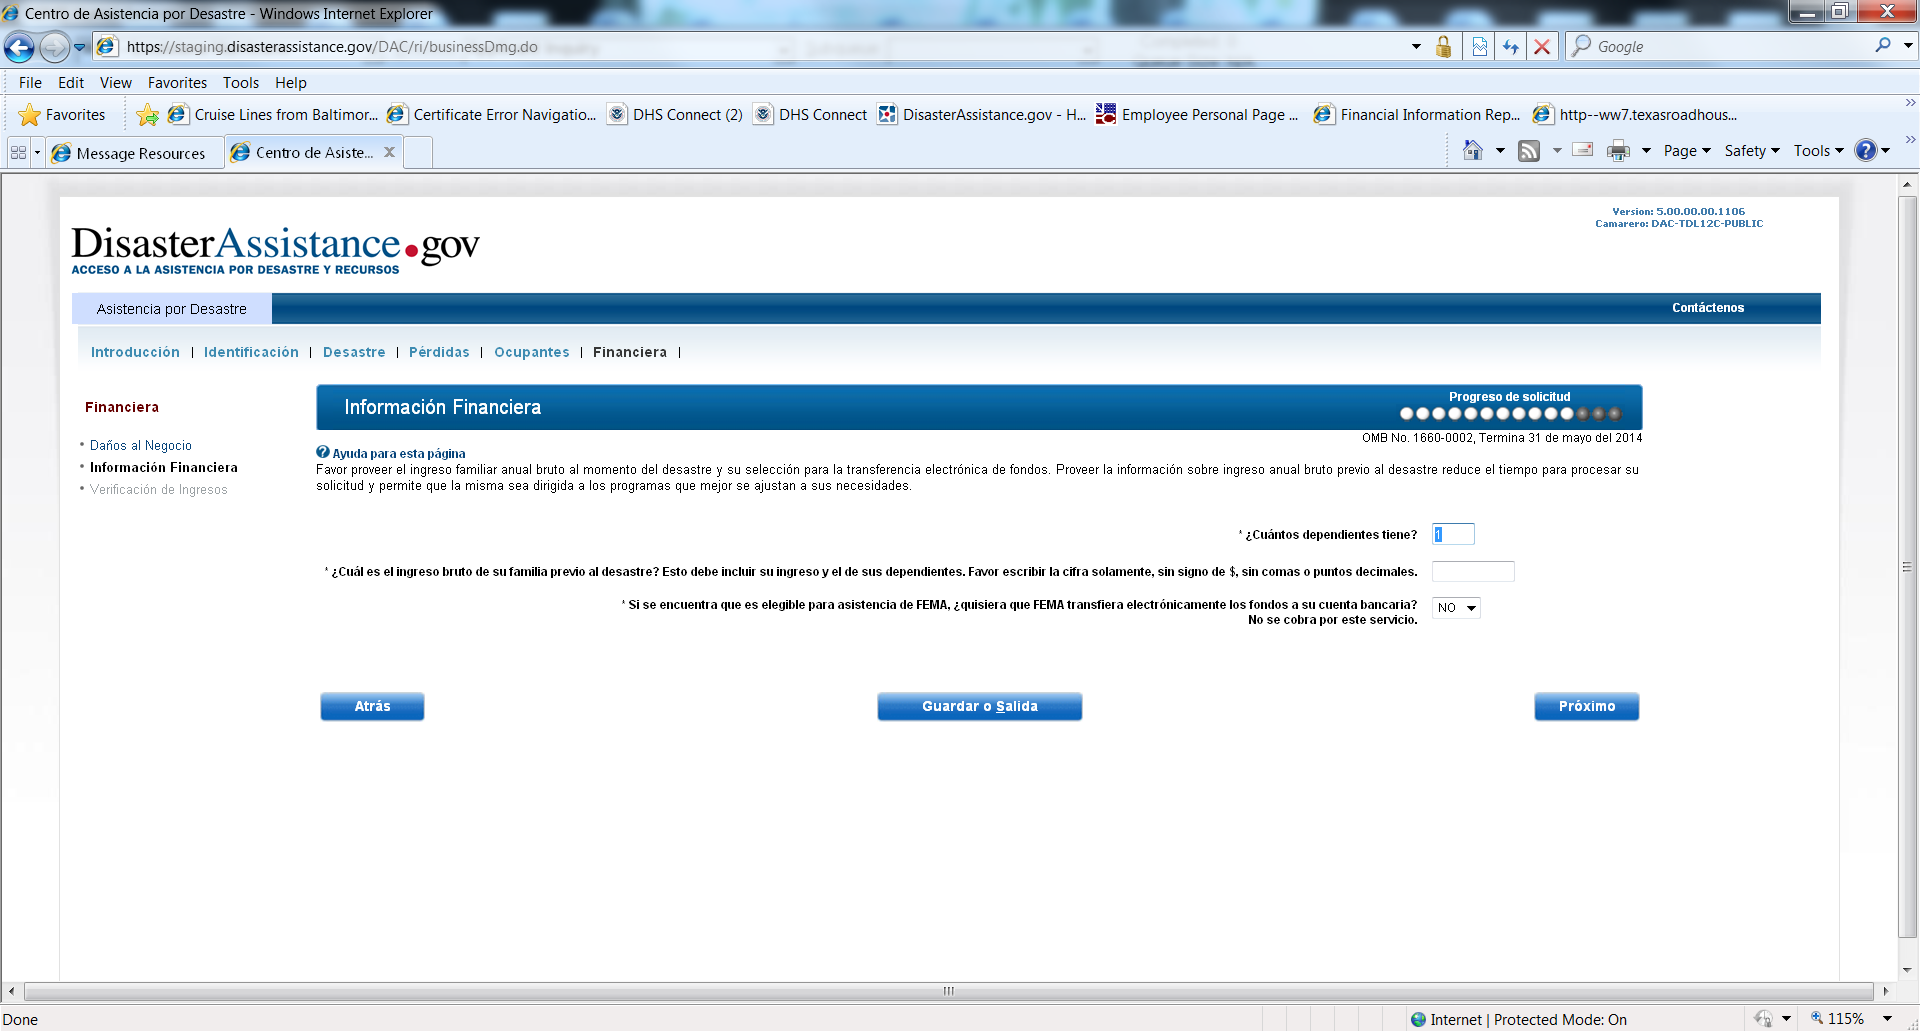 Centro de Asistencia por Desastre - Windows Internet Explorer
https://staging.disasterassistance.gov/DAC/ri/businessDmg.do
Google
File Edit View Favorites Tools Help
Favorites Cruise Lines from Baltimor... Certificate Error Navigatio... DHS Connect (2) DHS Connect DisasterAssistance.gov - H... Employee Personal Page ... Financial Information Rep... http--ww7.texasroadhous...
Message Resources Centro de Asiste... Page Safety Tools
Version: 5.00.00.00.1106
Camarero: DAC-TDL12C-PUBLIC
DisasterAssistance.gov
ACCESO A LA ASISTENCIA POR DESASTRE Y RECURSOS
Asistencia por Desastre Contáctenos
Introducción | Identificación | Desastre | Pérdidas | Ocupantes | Financiera |
Financiera
• Daños al Negocio
• Información Financiera
• Verificación de Ingresos
Información Financiera
Progreso de solicitud
OMB No. 1660-0002, Termina 31 de mayo del 2014
Ayuda para esta página
Favor proveer el ingreso familiar anual bruto al momento del desastre y su selección para la transferencia electrónica de fondos. Proveer la información sobre ingreso anual bruto previo al desastre reduce el tiempo para procesar su
solicitud y permite que la misma sea dirigida a los programas que mejor se ajustan a sus necesidades.
* ¿Cuántos dependientes tiene? 1
* ¿Cuál es el ingreso bruto de su familia previo al desastre? Esto debe incluir su ingreso y el de sus dependientes. Favor escribir la cifra solamente, sin signo de $, sin comas o puntos decimales.
* Si se encuentra que es elegible para asistencia de FEMA, ¿quisiera que FEMA transfiera electrónicamente los fondos a su cuenta bancaria? NO
No se cobra por este servicio.
Atrás Guardar o Salida Próximo
Done Internet | Protected Mode: On 115%